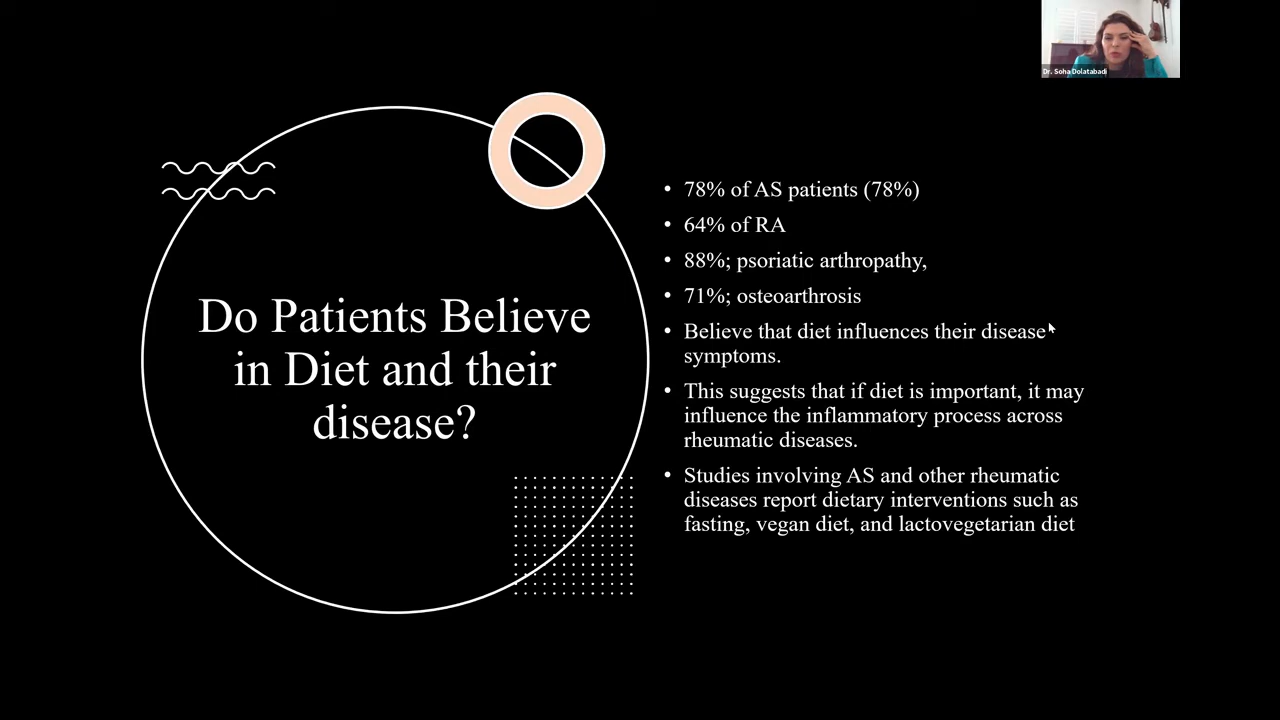 Dr. Soha Dolatabadi
Do Patients Believe
in Diet and their
disease?
• 78% of AS patients (78%)
• 64% of RA
• 88%; psoriatic arthropathy,
• 71%; osteoarthrosis
• Believe that diet influences their disease
symptoms.
• This suggests that if diet is important, it may
influence the inflammatory process across
rheumatic diseases.
• Studies involving AS and other rheumatic
diseases report dietary interventions such as
fasting, vegan diet, and lactovegetarian diet